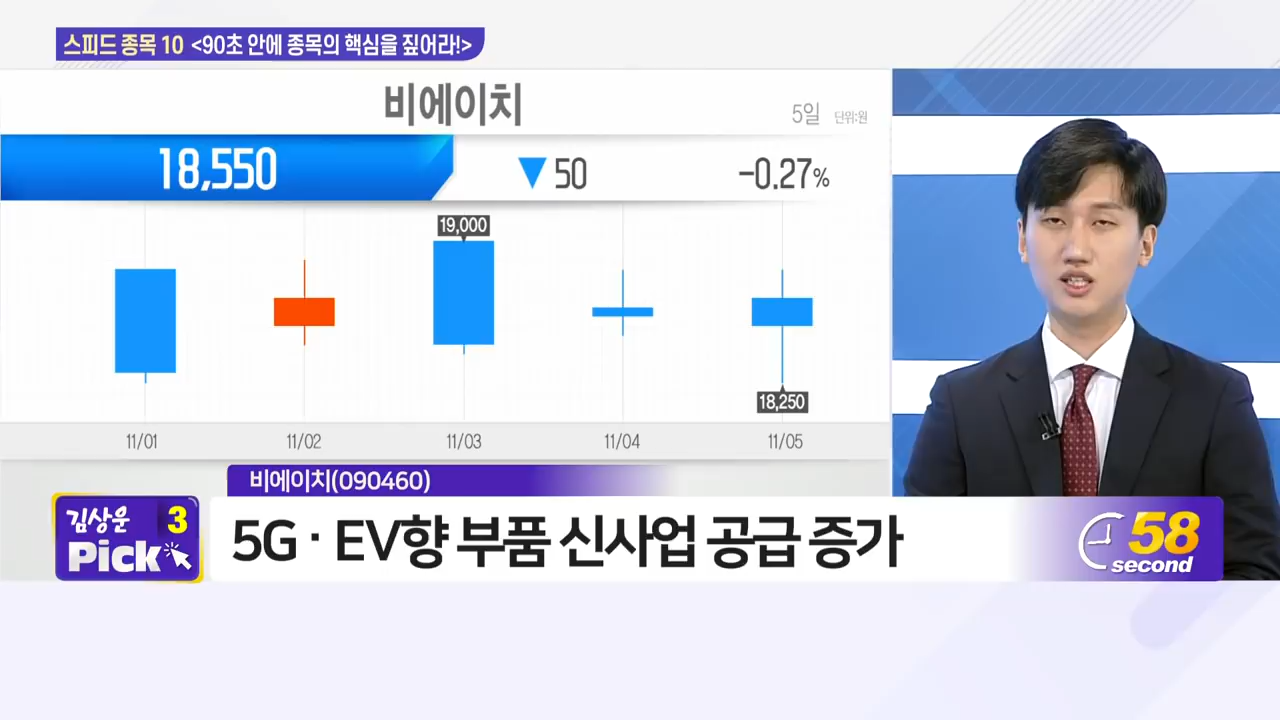 스피드 종목 10 <90초 안에 종목의 핵심을 짚어라!>
비에이치
5일 단위:원
18,550 ▼50 -0.27%
19,000
18,250
11/01 11/02 11/03 11/04 11/05
비에이치(090460)
김상운 3
Pick
5G · EV향 부품 신사업 공급 증가
58
second